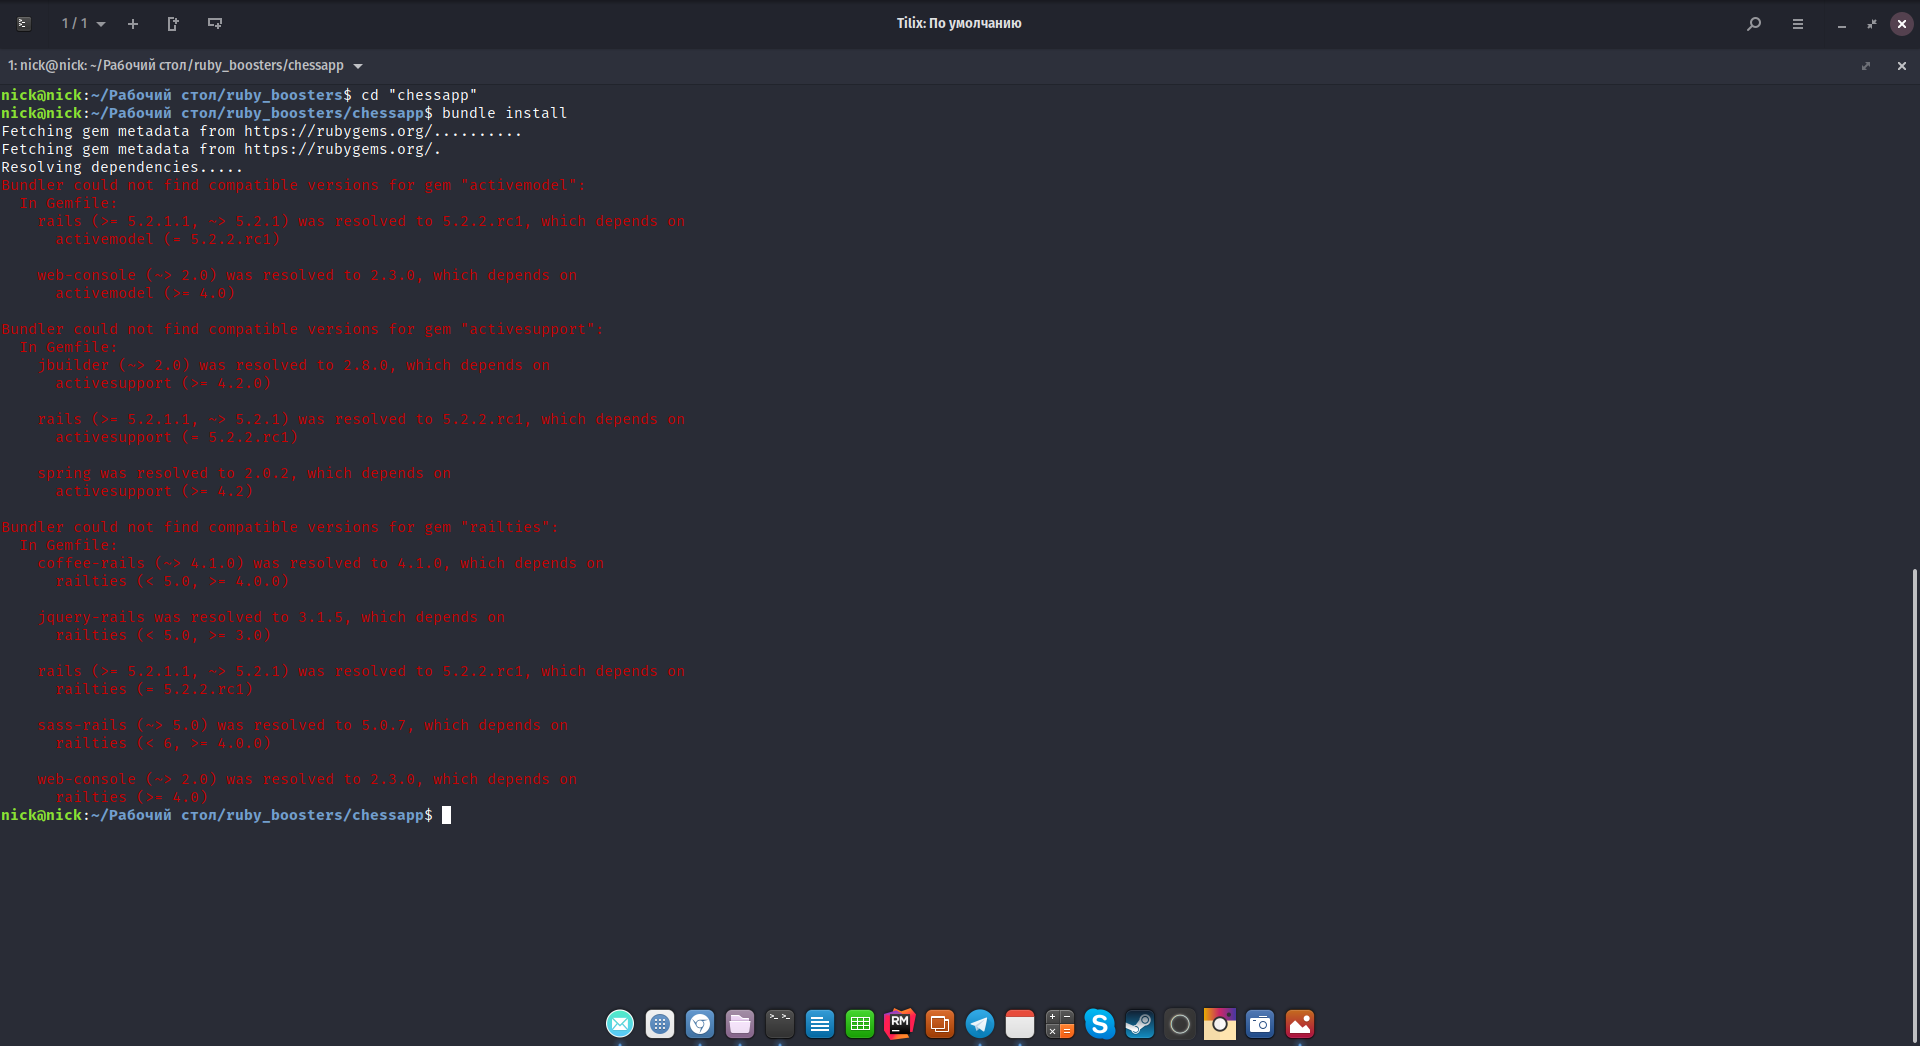 1 / 1
Tilix: По умолчанию
1: nick@nick: ~/Рабочий стол/ruby_boosters/chessapp
nick@nick:~/Рабочий стол/ruby_boosters$ cd "chessapp"
nick@nick:~/Рабочий стол/ruby_boosters/chessapp$ bundle install
Fetching gem metadata from https://rubygems.org/..........
Fetching gem metadata from https://rubygems.org/.
Resolving dependencies.....
Bundler could not find compatible versions for gem "activemodel":
  In Gemfile:
    rails (>= 5.2.1.1, ~> 5.2.1) was resolved to 5.2.2.rc1, which depends on
      activemodel (= 5.2.2.rc1)

    web-console (~> 2.0) was resolved to 2.3.0, which depends on
      activemodel (>= 4.0)

Bundler could not find compatible versions for gem "activesupport":
  In Gemfile:
    jbuilder (~> 2.0) was resolved to 2.8.0, which depends on
      activesupport (>= 4.2.0)

    rails (>= 5.2.1.1, ~> 5.2.1) was resolved to 5.2.2.rc1, which depends on
      activesupport (= 5.2.2.rc1)

    spring was resolved to 2.0.2, which depends on
      activesupport (>= 4.2)

Bundler could not find compatible versions for gem "railties":
  In Gemfile:
    coffee-rails (~> 4.1.0) was resolved to 4.1.0, which depends on
      railties (< 5.0, >= 4.0.0)

    jquery-rails was resolved to 3.1.5, which depends on
      railties (< 5.0, >= 3.0)

    rails (>= 5.2.1.1, ~> 5.2.1) was resolved to 5.2.2.rc1, which depends on
      railties (= 5.2.2.rc1)

    sass-rails (~> 5.0) was resolved to 5.0.7, which depends on
      railties (< 6, >= 4.0.0)

    web-console (~> 2.0) was resolved to 2.3.0, which depends on
      railties (>= 4.0)
nick@nick:~/Рабочий стол/ruby_boosters/chessapp$
RM
S